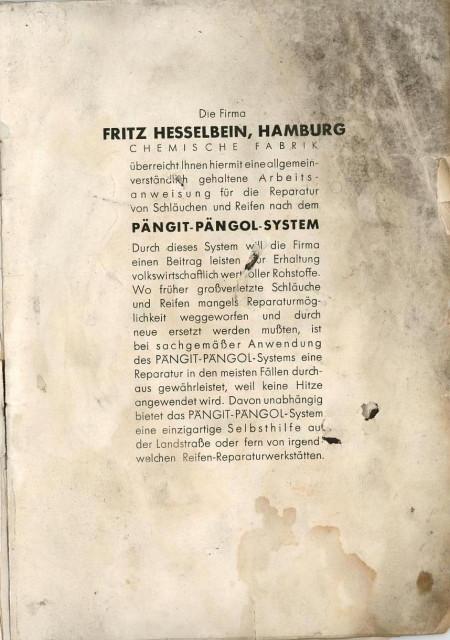 Die Firma
FRITZ HESSELBEIN, HAMBURG
CHEMISCHE FABRIK
überreicht Ihnen hiermit eine allgemein-
verständlich gehaltene Arbeits-
anweisung für die Reparatur
von Schläuchen und Reifen nach dem
PÄNGIT-PÄNGOL-SYSTEM
Durch dieses System will die Firma
einen Beitrag leisten zur Erhaltung
volkswirtschaftlich wertvoller Rohstoffe.
Wo früher großverletzte Schläuche
und Reifen mangels Reparaturmög-
lichkeit weggeworfen und durch
neue ersetzt werden mußten, ist
bei sachgemäßer Anwendung
des PÄNGIT-PÄNGOL-Systems eine
Reparatur in den meisten Fällen durch-
aus gewährleistet, weil keine Hitze
angewendet wird. Davon unabhängig
bietet das PÄNGIT-PÄNGOL-System
eine einzigartige Selbsthilfe auf
der Landstraße oder fern von irgend
welchen Reifen-Reparaturwerkstätten.